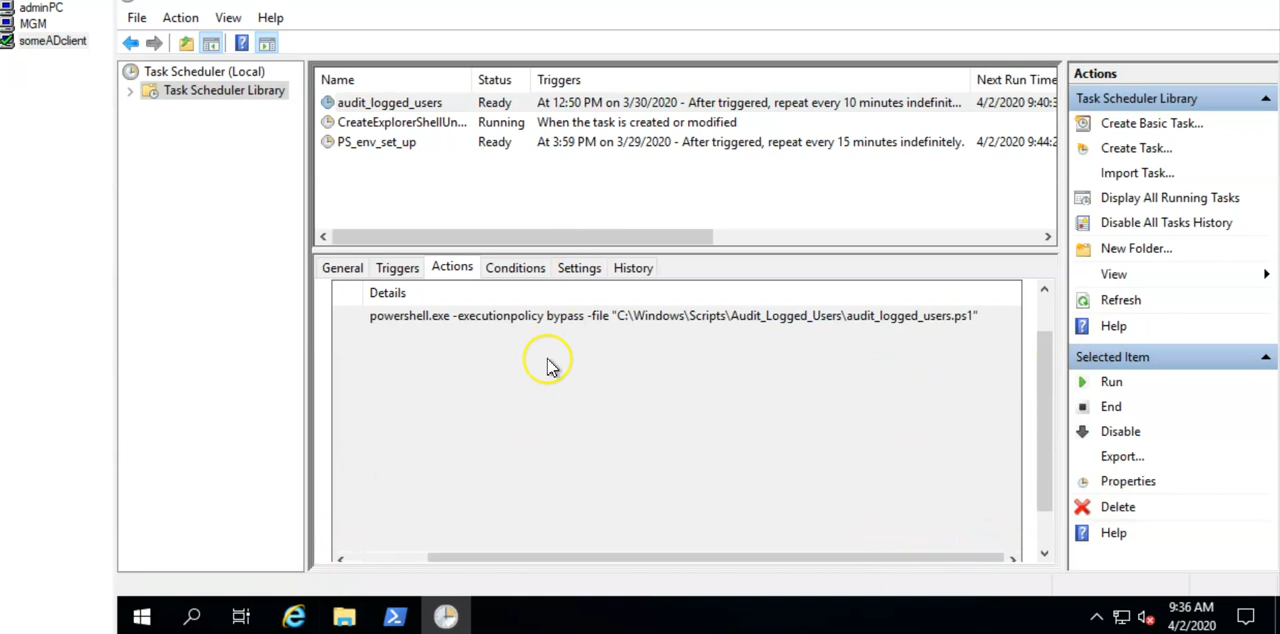 adminPC
MGM
someADclient
File Action View Help
Task Scheduler (Local)
Task Scheduler Library
Name Status Triggers Next Run Time
audit_logged_users Ready At 12:50 PM on 3/30/2020 - After triggered, repeat every 10 minutes indefinit... 4/2/2020 9:40:3
CreateExplorerShellUn... Running When the task is created or modified
PS_env_set_up Ready At 3:59 PM on 3/29/2020 - After triggered, repeat every 15 minutes indefinitely. 4/2/2020 9:44:2
General Triggers Actions Conditions Settings History
Details
powershell.exe -executionpolicy bypass -file "C:\Windows\Scripts\Audit_Logged_Users\audit_logged_users.ps1"
Actions
Task Scheduler Library
Create Basic Task...
Create Task...
Import Task...
Display All Running Tasks
Disable All Tasks History
New Folder...
View
Refresh
Help
Selected Item
Run
End
Disable
Export...
Properties
Delete
Help
9:36 AM
4/2/2020